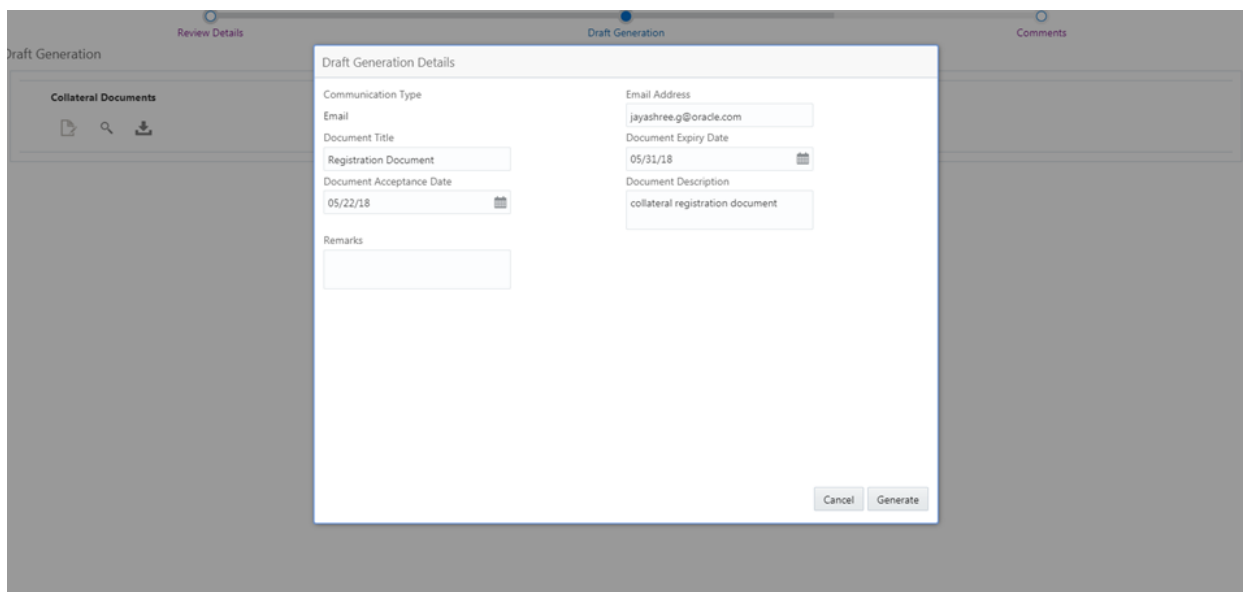 Review Details
Draft Generation
Comments
Draft Generation
Collateral Documents
Draft Generation Details
Communication Type
Email Address
Email
jayashree.g@oracle.com
Document Title
Document Expiry Date
Registration Document
05/31/18
Document Acceptance Date
Document Description
05/22/18
collateral registration document
Remarks
Cancel
Generate